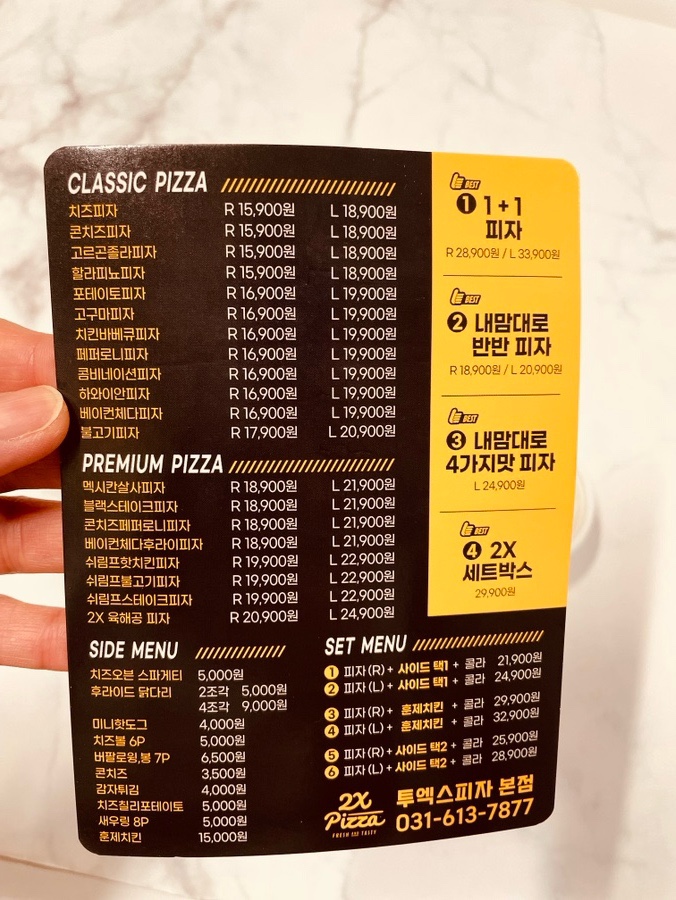 CLASSIC PIZZA
치즈피자 R 15,900원 L 18,900원
콘치즈피자 R 15,900원 L 18,900원
고르곤졸라피자 R 15,900원 L 18,900원
할라피뇨피자 R 15,900원 L 18,900원
포테이토피자 R 16,900원 L 19,900원
고구마피자 R 16,900원 L 19,900원
치킨바베큐피자 R 16,900원 L 19,900원
페퍼로니피자 R 16,900원 L 19,900원
콤비네이션피자 R 16,900원 L 19,900원
하와이안피자 R 16,900원 L 19,900원
베이컨체다피자 R 16,900원 L 19,900원
불고기피자 R 17,900원 L 20,900원
PREMIUM PIZZA
멕시칸살사피자 R 18,900원 L 21,900원
블랙스테이크피자 R 18,900원 L 21,900원
콘치즈페퍼로니피자 R 18,900원 L 21,900원
베이컨체다후라이피자 R 18,900원 L 21,900원
쉬림프핫치킨피자 R 19,900원 L 22,900원
쉬림프불고기피자 R 19,900원 L 22,900원
쉬림프스테이크피자 R 19,900원 L 22,900원
2X 육해공 피자 R 20,900원 L 24,900원
BEST
1 1+1
피자
R 28,900원 / L 33,900원
BEST
2 내맘대로
반반 피자
R 18,900원 / L 20,900원
BEST
3 내맘대로
4가지맛 피자
L 24,900원
BEST
4 2X
세트박스
29,900원
SIDE MENU
치즈오븐 스파게티 5,000원
후라이드 닭다리 2조각 5,000원
4조각 9,000원
미니핫도그 4,000원
치즈볼 6P 5,000원
버팔로윙,봉 7P 6,500원
콘치즈 3,500원
감자튀김 4,000원
치즈칠리포테이토 5,000원
새우링 8P 5,000원
훈제치킨 15,000원
SET MENU
1 피자(R)+ 사이드 택1 + 콜라 21,900원
2 피자(L)+ 사이드 택1 + 콜라 24,900원
3 피자(R)+ 훈제치킨 + 콜라 29,900원
4 피자(L)+ 훈제치킨 + 콜라 32,900원
5 피자(R)+ 사이드 택2 + 콜라 25,900원
6 피자(L)+ 사이드 택2 + 콜라 28,900원
2X
Pizza
FRESH AND TASTY
투엑스피자 본점
031-613-7877